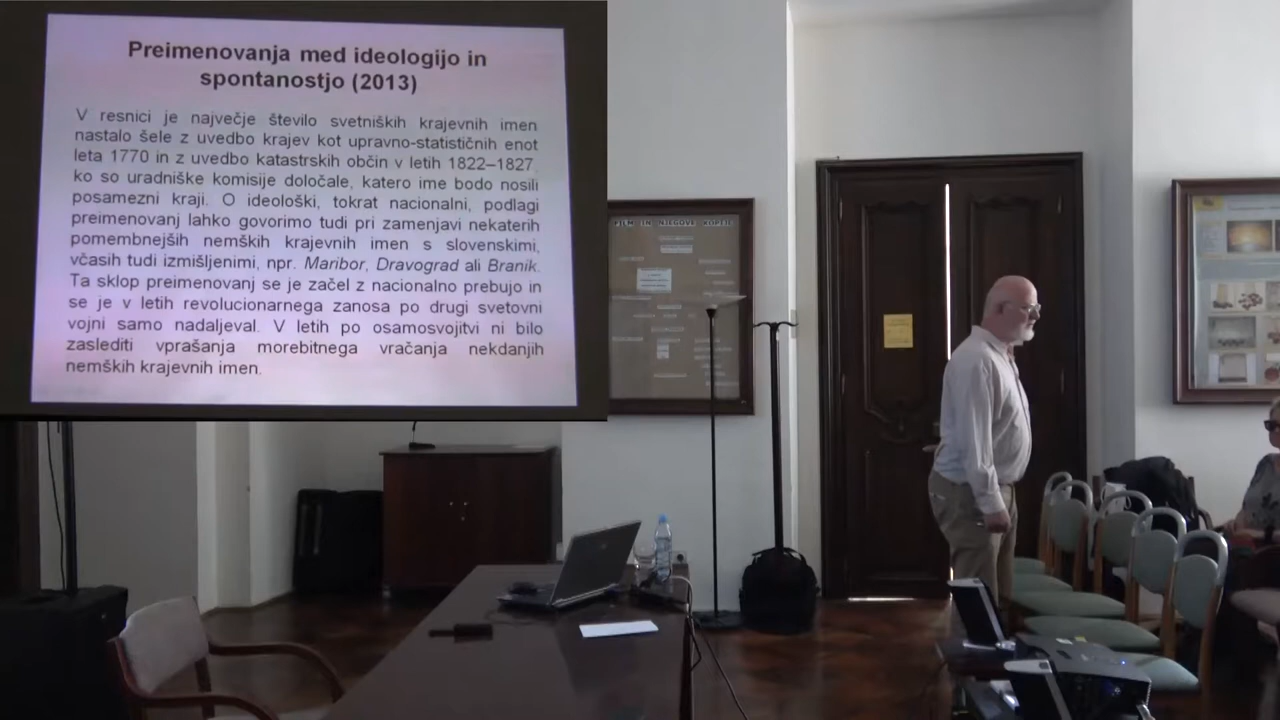 Preimenovanja med ideologijo in
spontanostjo (2013)
V resnici je največje število svetniških krajevnih imen
nastalo šele z uvedbo krajev kot upravno-statističnih enot
leta 1770 in z uvedbo katastrskih občin v letih 1822–1827,
ko so uradniške komisije določale, katero ime bodo nosili
posamezni kraji. O ideološki, tokrat nacionalni, podlagi
preimenovanj lahko govorimo tudi pri zamenjavi nekaterih
pomembnejših nemških krajevnih imen s slovenskimi,
včasih tudi izmišljenimi, npr. Maribor, Dravograd ali Branik.
Ta sklop preimenovanj se je začel z nacionalno prebujo in
se je v letih revolucionarnega zanosa po drugi svetovni
vojni samo nadaljeval. V letih po osamosvojitvi ni bilo
zaslediti vprašanja morebitnega vračanja nekdanjih
nemških krajevnih imen.
FILM IN NJEGOVE KOPIJE